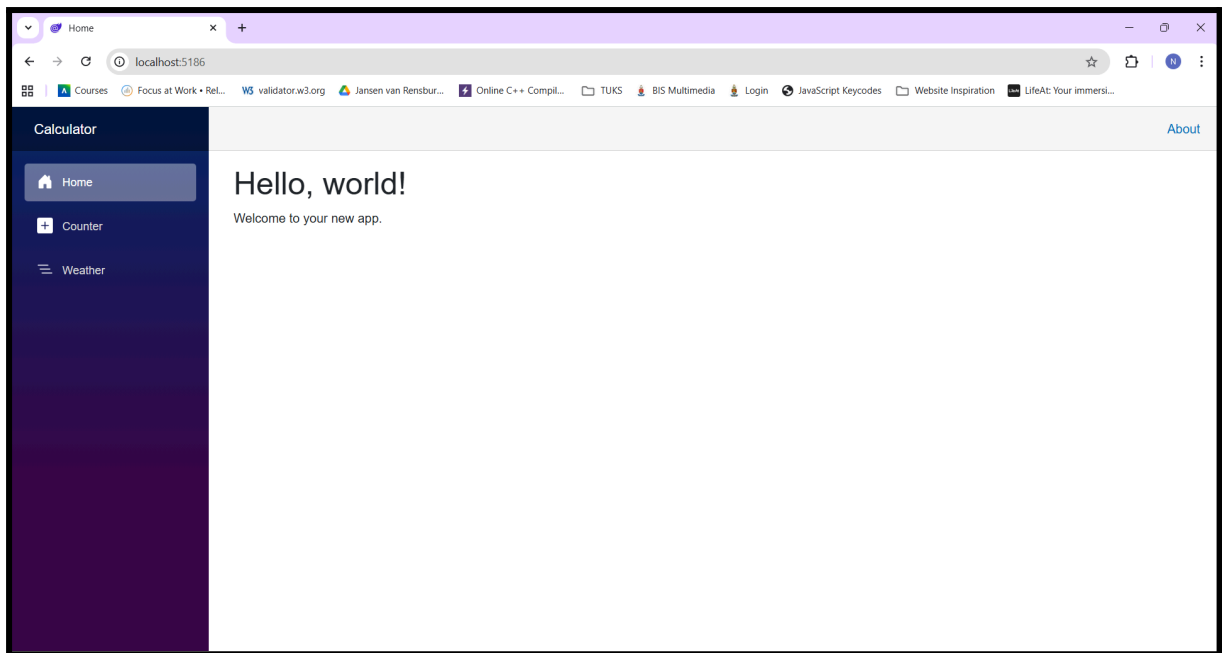 Home
localhost:5186
Courses Focus at Work • Rel... validator.w3.org Jansen van Rensbur... Online C++ Compil... TUKS BIS Multimedia Login JavaScript Keycodes Website Inspiration LifeAt: Your immersi...
N
Calculator
About
Home
Counter
Weather
Hello, world!
Welcome to your new app.